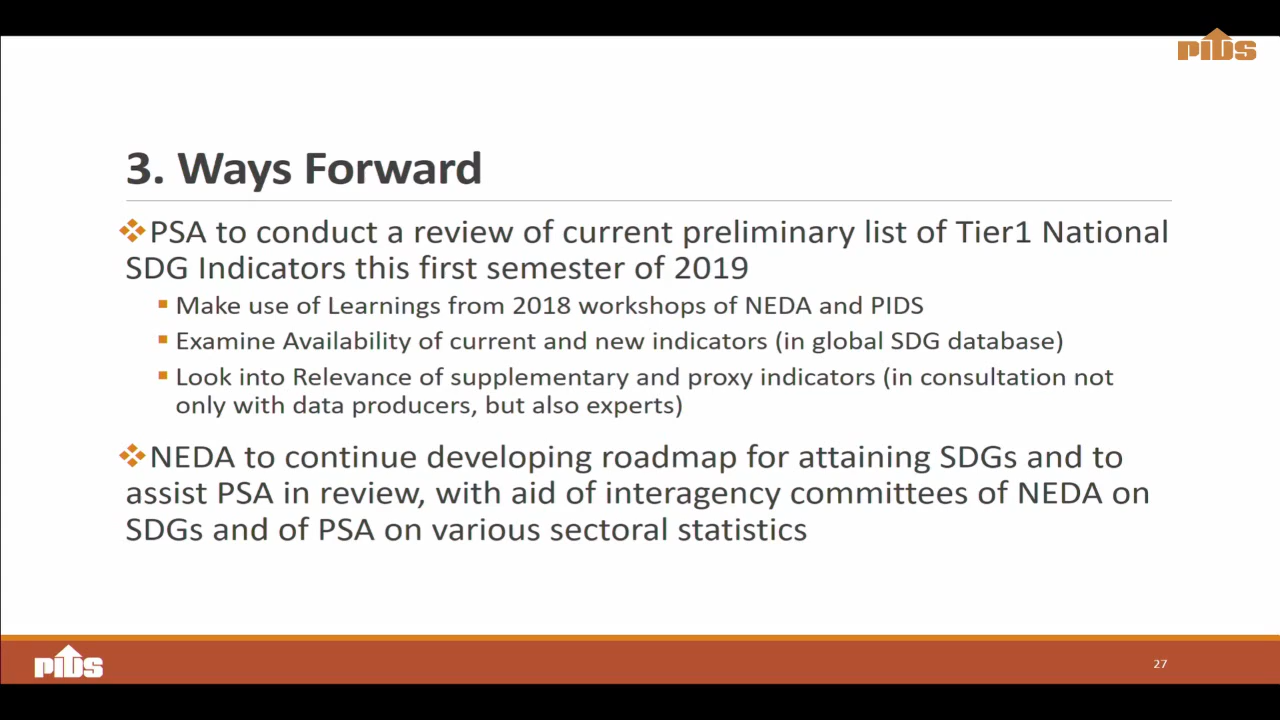 PIDS
3. Ways Forward
PSA to conduct a review of current preliminary list of Tier1 National
SDG Indicators this first semester of 2019
Make use of Learnings from 2018 workshops of NEDA and PIDS
Examine Availability of current and new indicators (in global SDG database)
Look into Relevance of supplementary and proxy indicators (in consultation not
only with data producers, but also experts)
NEDA to continue developing roadmap for attaining SDGs and to
assist PSA in review, with aid of interagency committees of NEDA on
SDGs and of PSA on various sectoral statistics
PIDS
27